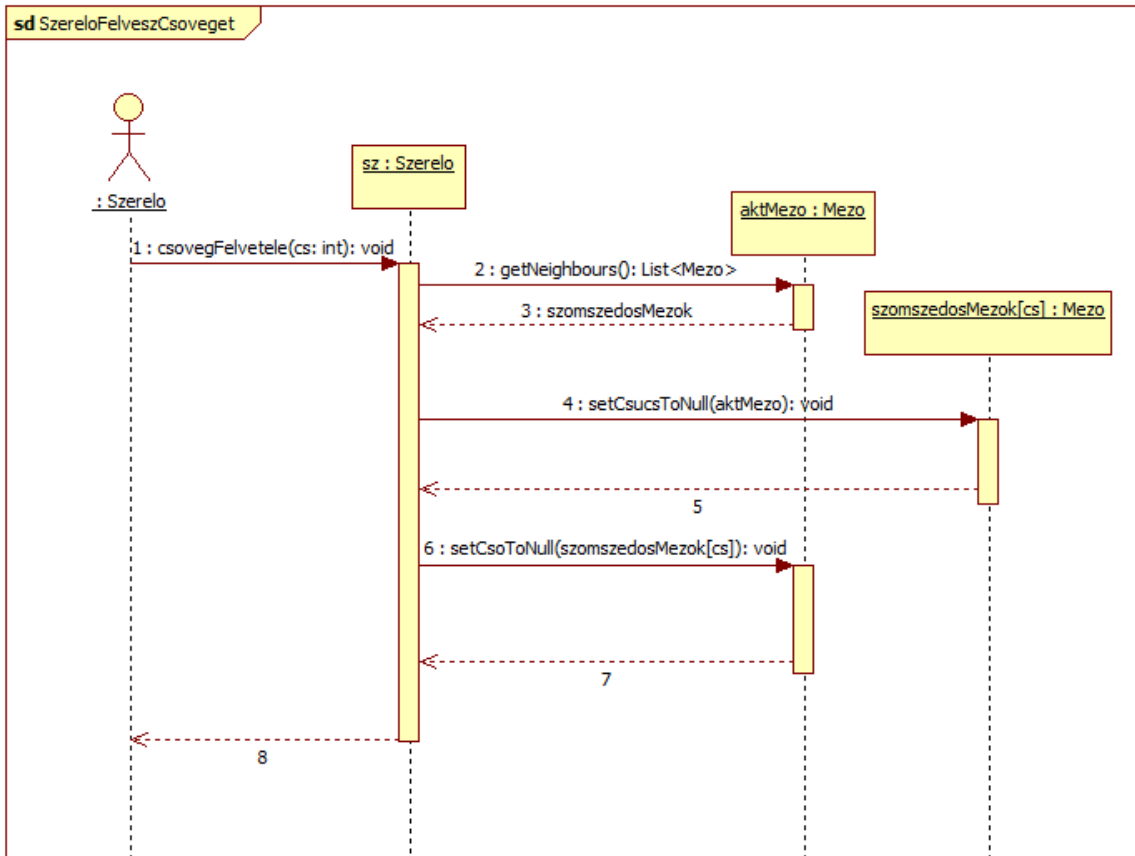 sd SzereloFelveszCsoveget
: Szerelo
sz : Szerelo
aktMezo : Mezo
szomszedosMezok[cs] : Mezo
1 : csovegFelvetele(cs: int): void
2 : getNeighbours(): List<Mezo>
3 : szomszedosMezok
4 : setCsucsToNull(aktMezo): void
5
6 : setCsoToNull(szomszedosMezok[cs]): void
7
8